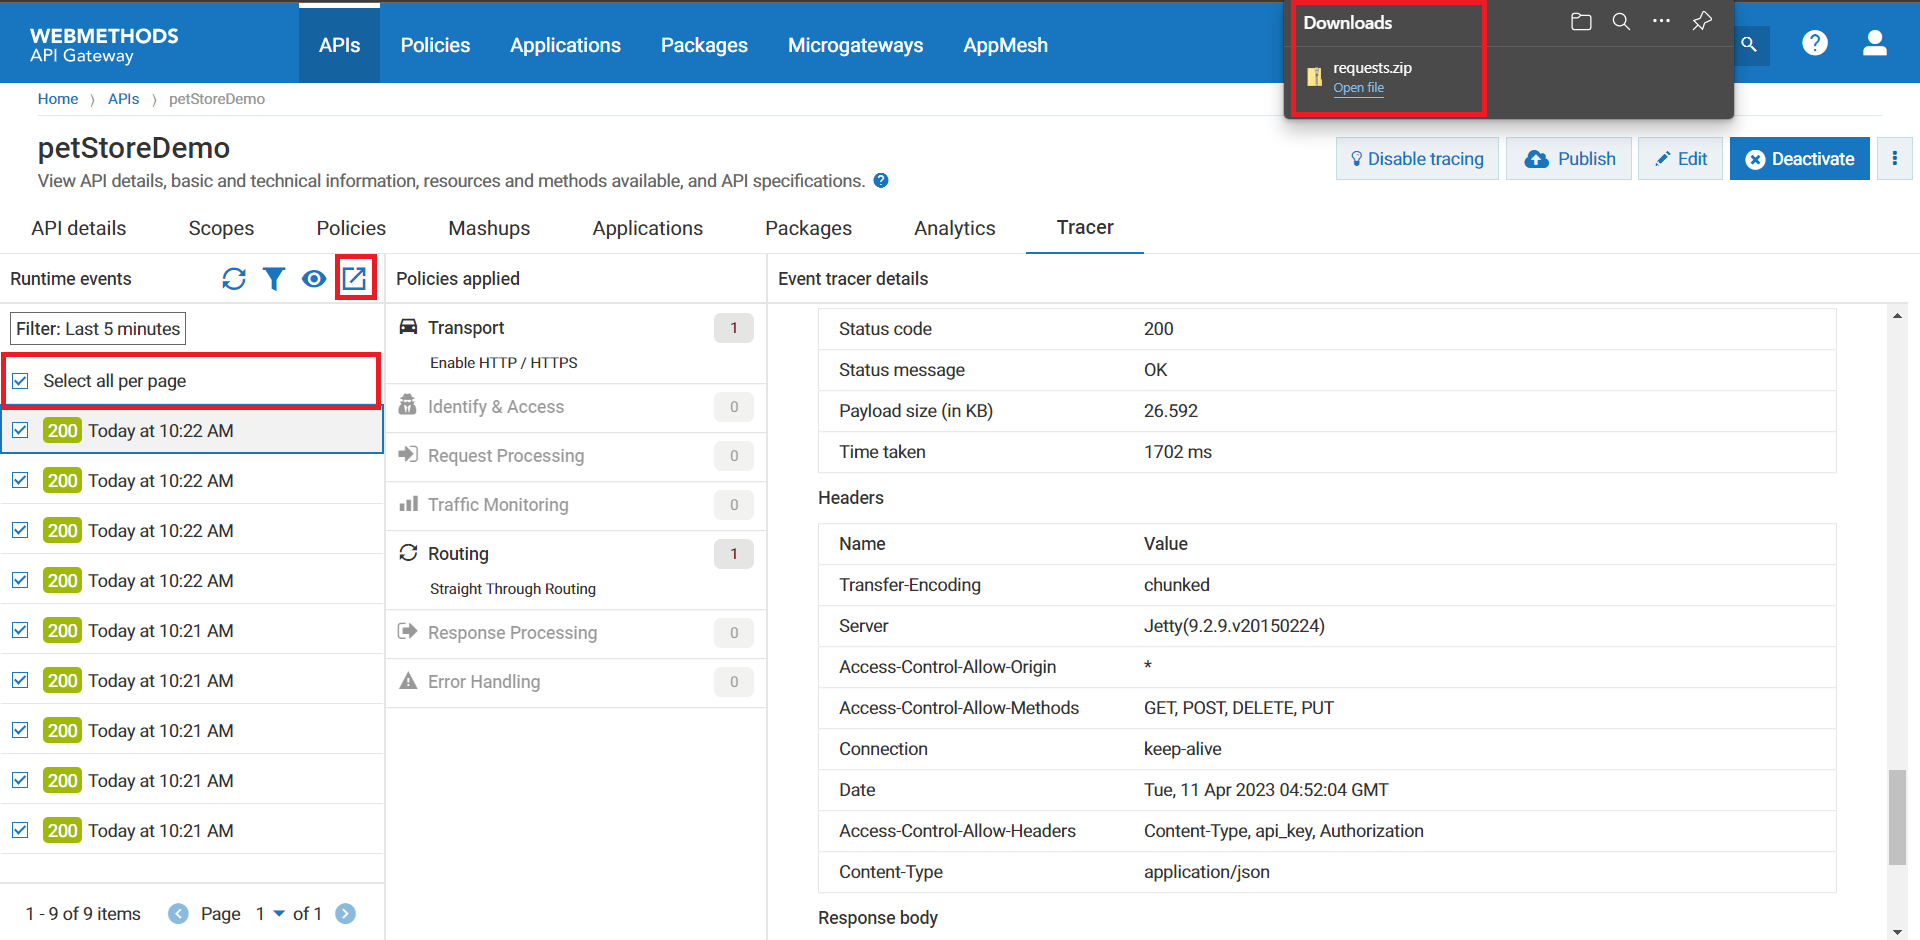 WEBMETHODS
API Gateway
APIs
Policies
Applications
Packages
Microgateways
AppMesh
Downloads
requests.zip
Open file
Home 〉 APIs 〉 petStoreDemo
petStoreDemo
View API details, basic and technical information, resources and methods available, and API specifications.
Disable tracing
Publish
Edit
Deactivate
API details
Scopes
Policies
Mashups
Applications
Packages
Analytics
Tracer
Runtime events
Filter: Last 5 minutes
Select all per page
200 Today at 10:22 AM
200 Today at 10:22 AM
200 Today at 10:22 AM
200 Today at 10:22 AM
200 Today at 10:21 AM
200 Today at 10:21 AM
200 Today at 10:21 AM
200 Today at 10:21 AM
200 Today at 10:21 AM
1 - 9 of 9 items Page 1 of 1
Policies applied
Transport 1
Enable HTTP / HTTPS
Identify & Access 0
Request Processing 0
Traffic Monitoring 0
Routing 1
Straight Through Routing
Response Processing 0
Error Handling 0
Event tracer details
Status code 200
Status message OK
Payload size (in KB) 26.592
Time taken 1702 ms
Headers
Name Value
Transfer-Encoding chunked
Server Jetty(9.2.9.v20150224)
Access-Control-Allow-Origin *
Access-Control-Allow-Methods GET, POST, DELETE, PUT
Connection keep-alive
Date Tue, 11 Apr 2023 04:52:04 GMT
Access-Control-Allow-Headers Content-Type, api_key, Authorization
Content-Type application/json
Response body